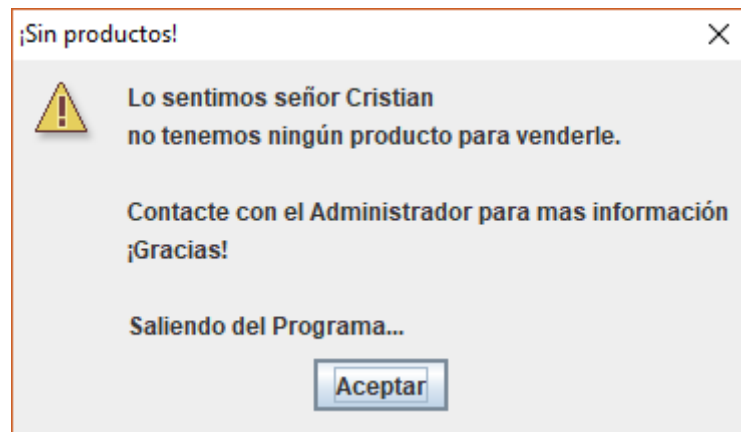 ¡Sin productos!
Lo sentimos señor Cristian
no tenemos ningún producto para venderle.
Contacte con el Administrador para mas información
¡Gracias!
Saliendo del Programa...
Aceptar